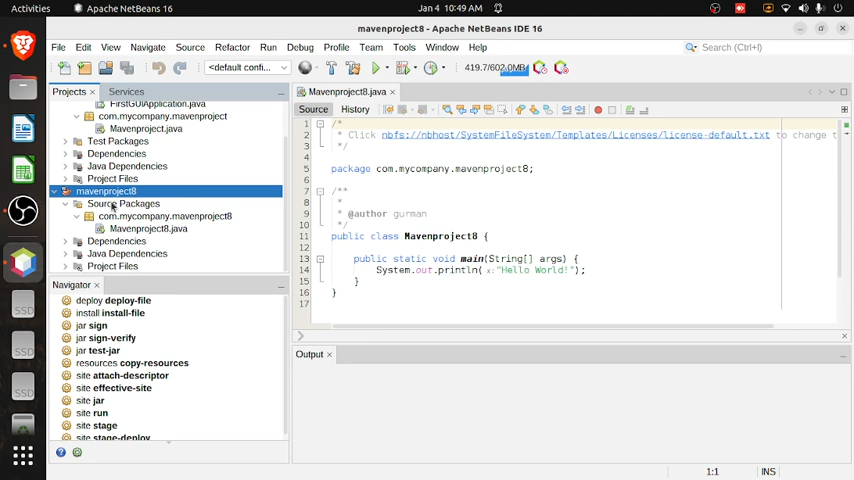 Activities
Apache NetBeans IDE 16
Jan 4 10:49 AM
mavenproject8 - Apache NetBeans IDE 16
File Edit View Navigate Source Refactor Run Debug Profile Team Tools Window Help
Search (Ctrl+I)
<default confi...
419.7/602.0MB
Projects
Services
FirstGUIApplication.java
com.mycompany.mavenproject
Mavenproject.java
Test Packages
Dependencies
Java Dependencies
Project Files
mavenproject8
Source Packages
com.mycompany.mavenproject8
Mavenproject8.java
Dependencies
Java Dependencies
Project Files
Navigator
deploy deploy-file
install install-file
jar sign
jar sign-verify
jar test-jar
resources copy-resources
site attach-descriptor
site effective-site
site jar
site run
site stage
site stage-deploy
Mavenproject8.java
Source History
1 /*
2 * Click nbfs://nbhost/SystemFileSystem/Templates/Licenses/license-default.txt to change t
3 */
4
5 package com.mycompany.mavenproject8;
6
7 /**
8 *
9 * @author gurman
10 */
11 public class Mavenproject8 {
12
13 public static void main(String[] args) {
14 System.out.println(x:"Hello World!");
15 }
16 }
17
Output
SSD
SSD
SSD
1:1 INS